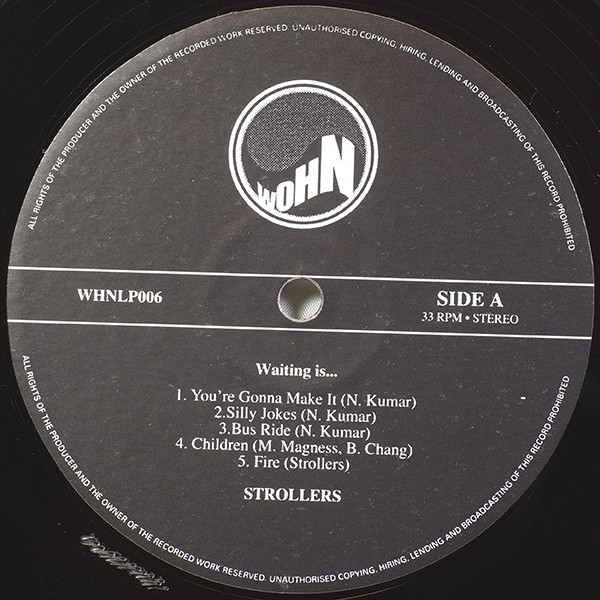 ALL RIGHTS OF THE PRODUCER AND THE OWNER OF THE RECORDED WORK RESERVED. UNAUTHORISED COPYING, HIRING, LENDING AND BROADCASTING OF THIS RECORD PROHIBITED
WOHN
WHNLP006
SIDE A
33 RPM • STEREO
Waiting is...
1. You're Gonna Make It (N. Kumar)
2.Silly Jokes (N. Kumar)
3.Bus Ride (N. Kumar)
4. Children (M. Magness, B. Chang)
5. Fire (Strollers)
STROLLERS
ALL RIGHTS OF THE PRODUCER AND THE OWNER OF THE RECORDED WORK RESERVED. UNAUTHORISED COPYING, HIRING, LENDING AND BROADCASTING OF THIS RECORD PROHIBITED